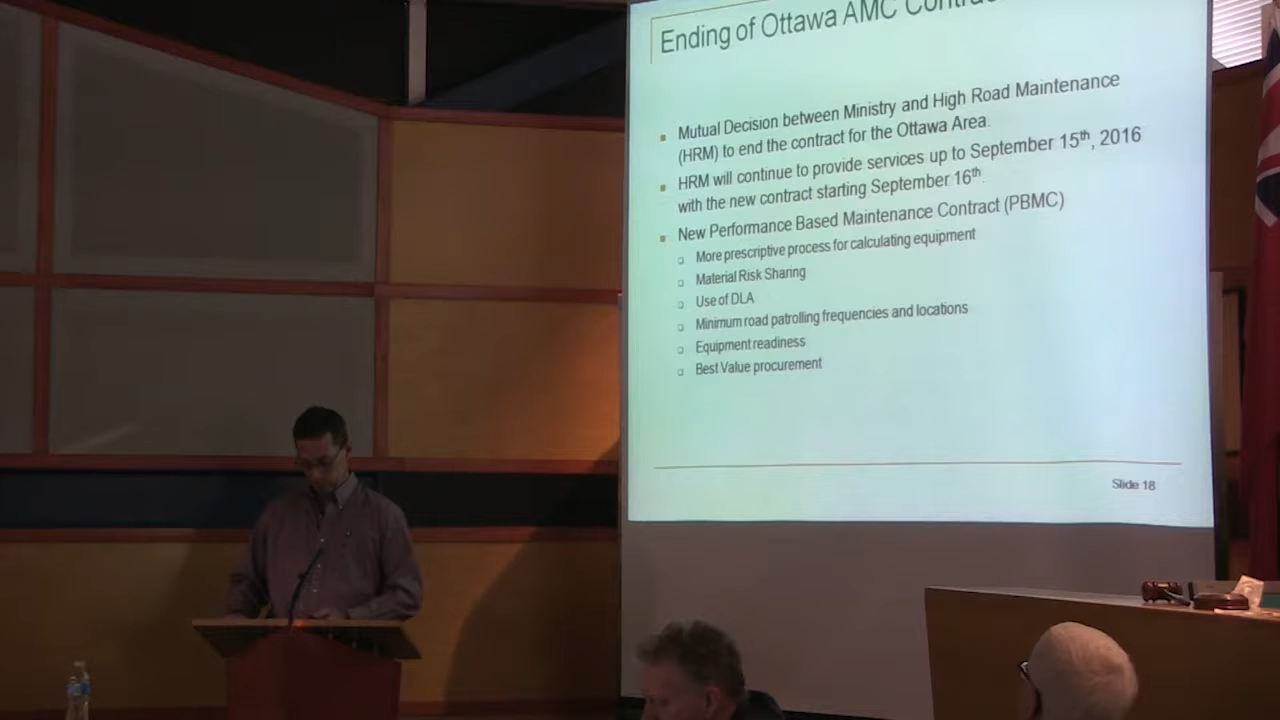 Ending of Ottawa AMC
Mutual Decision between Ministry and High Road Maintenance
(HRM) to end the contract for the Ottawa Area.
HRM will continue to provide services up to September 15th, 2016
with the new contract starting September 16th.
New Performance Based Maintenance Contract (PBMC)
More prescriptive process for calculating equipment
Material Risk Sharing
Use of DLA
Minimum road patrolling frequencies and locations
Equipment readiness
Best Value procurement
Slide 18